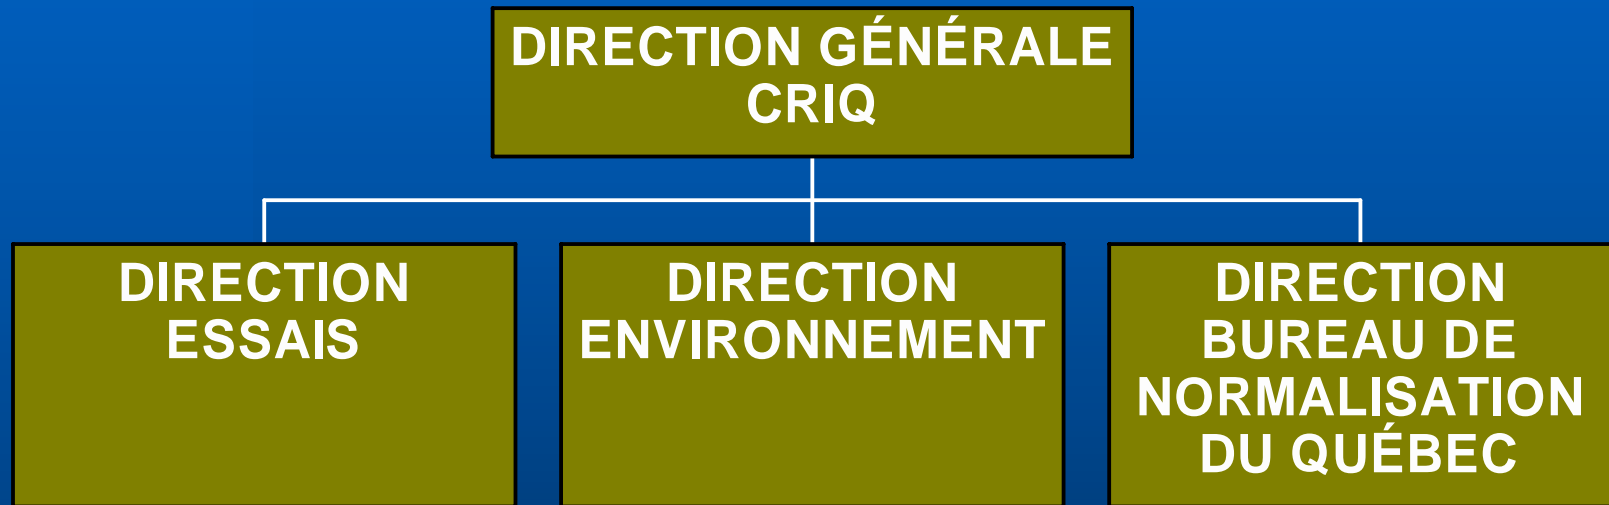 DIRECTION GÉNÉRALE
CRIQ
DIRECTION
ESSAIS
DIRECTION
ENVIRONNEMENT
DIRECTION
BUREAU DE
NORMALISATION
DU QUÉBEC